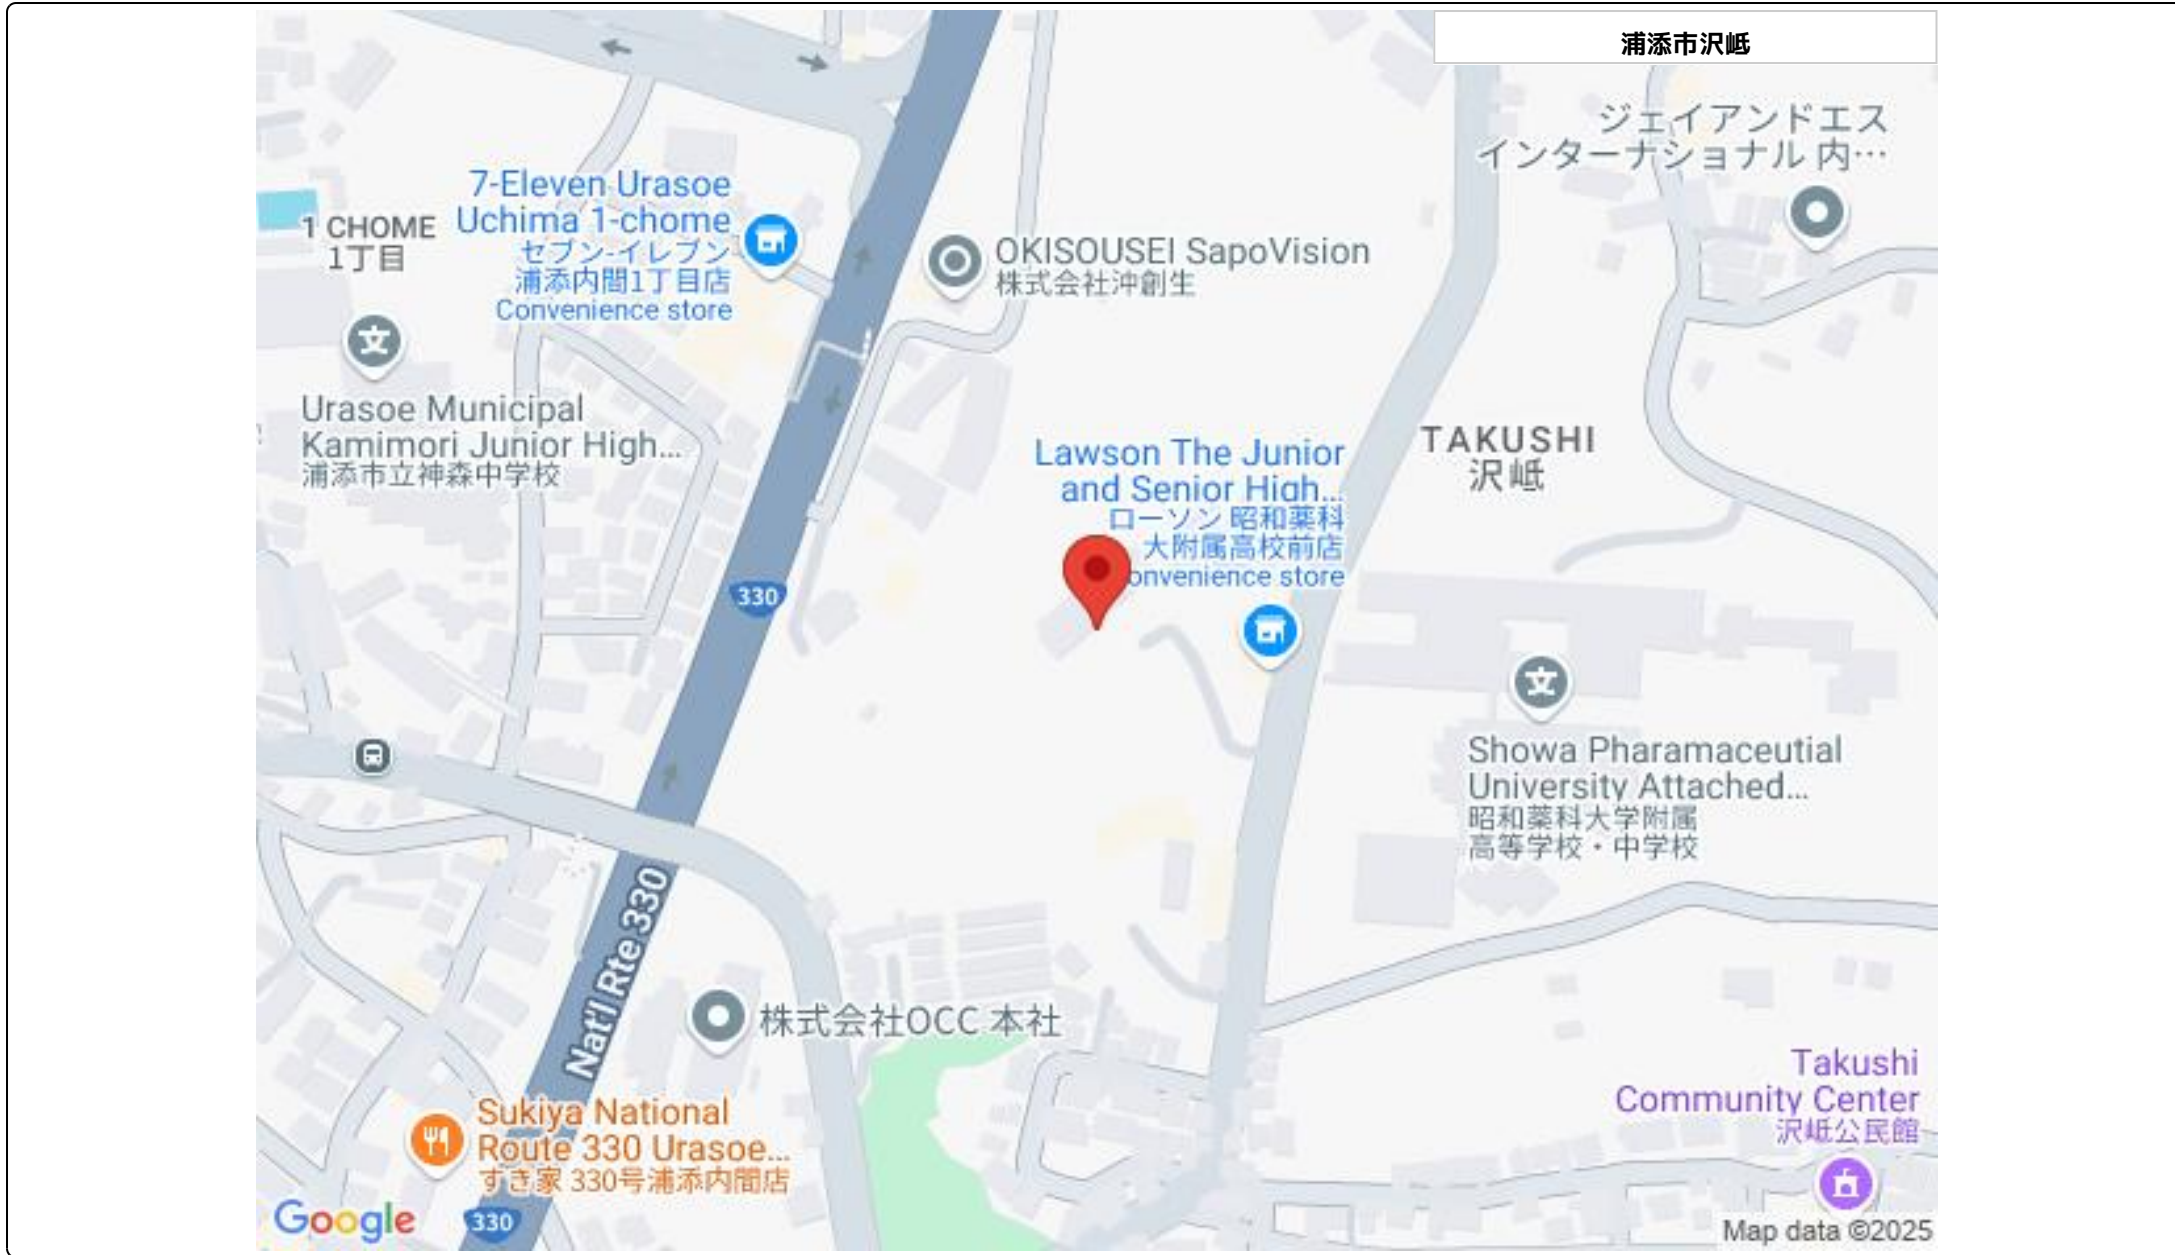 浦添市沢岻
ジェイアンドエス
インターナショナル 内…
7-Eleven Urasoe
Uchima 1-chome
セブン-イレブン
浦添内間1丁目店
Convenience store
1 CHOME
1丁目
OKISOUSEI SapoVision
株式会社沖創生
Urasoe Municipal
Kamimori Junior High...
浦添市立神森中学校
Lawson The Junior
and Senior High...
ローソン 昭和薬科
大附属高校前店
onvenience store
TAKUSHI
沢岻
330
Showa Pharamaceutial
University Attached...
昭和薬科大学附属
高等学校・中学校
Nat'l Rte 330
株式会社OCC 本社
Takushi
Community Center
沢岻公民館
Sukiya National
Route 330 Urasoe...
すき家 330号浦添内間店
Google
330
Map data ©2025